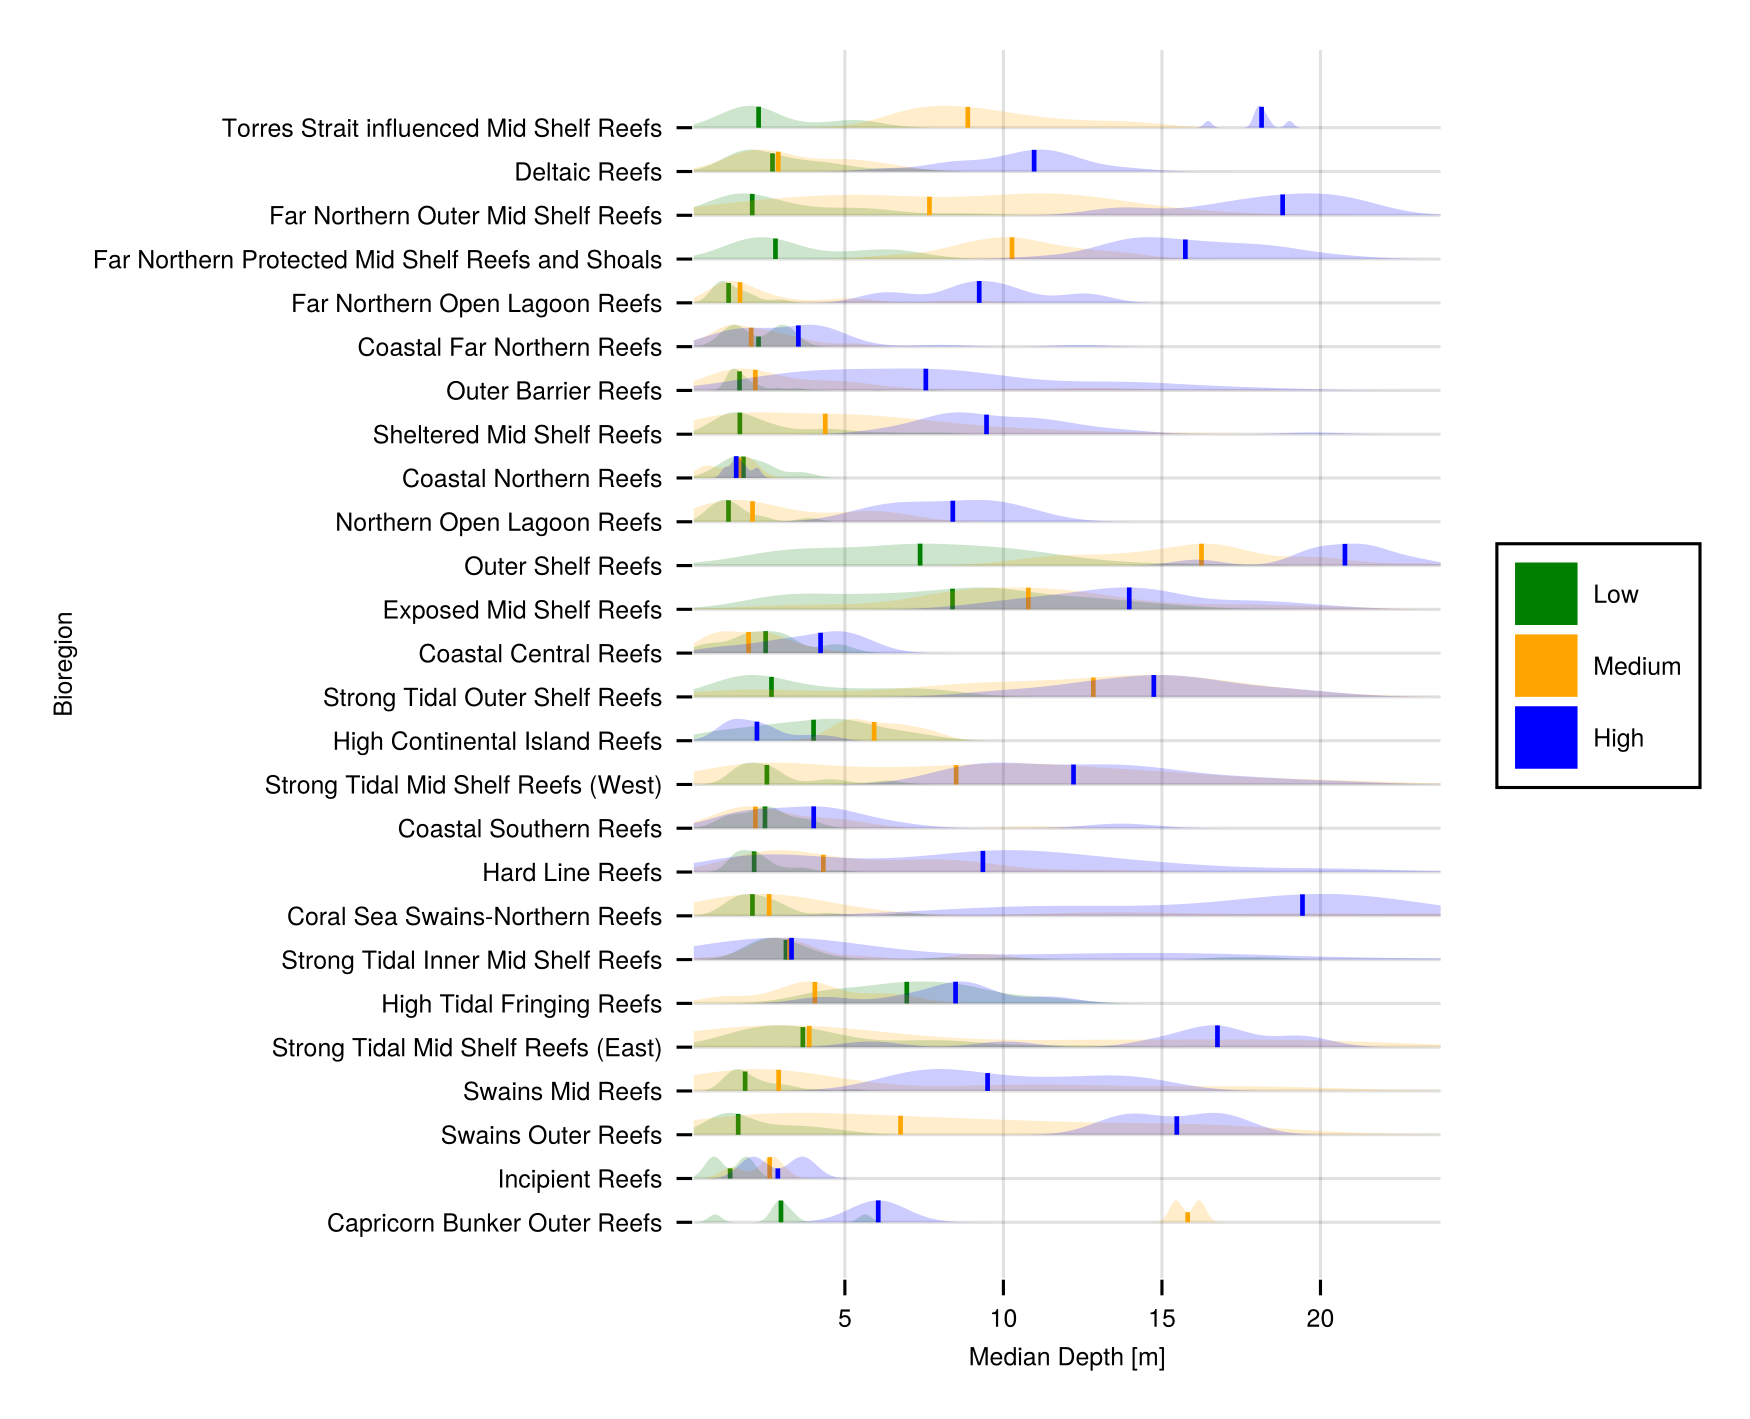 Torres Strait influenced Mid Shelf Reefs
Deltaic Reefs
Far Northern Outer Mid Shelf Reefs
Far Northern Protected Mid Shelf Reefs and Shoals
Far Northern Open Lagoon Reefs
Coastal Far Northern Reefs
Outer Barrier Reefs
Sheltered Mid Shelf Reefs
Coastal Northern Reefs
Northern Open Lagoon Reefs
Outer Shelf Reefs
Exposed Mid Shelf Reefs
Coastal Central Reefs
Strong Tidal Outer Shelf Reefs
High Continental Island Reefs
Strong Tidal Mid Shelf Reefs (West)
Coastal Southern Reefs
Hard Line Reefs
Coral Sea Swains-Northern Reefs
Strong Tidal Inner Mid Shelf Reefs
High Tidal Fringing Reefs
Strong Tidal Mid Shelf Reefs (East)
Swains Mid Reefs
Swains Outer Reefs
Incipient Reefs
Capricorn Bunker Outer Reefs
Bioregion
5 10 15 20
Median Depth [m]
Low
Medium
High